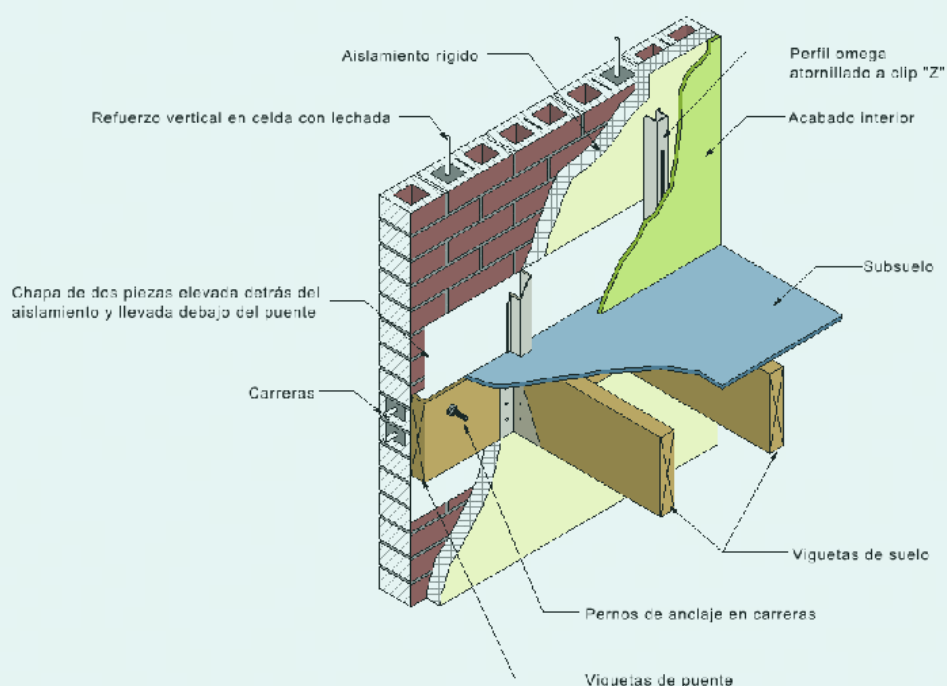 Aislamiento rígido
Perfil omega
atornillado a clip "Z"
Refuerzo vertical en celda con lechada
Acabado interior
Subsuelo
Chapa de dos piezas elevada detrás del
aislamiento y llevada debajo del puente
Carreras
Viguetas de suelo
Pernos de anclaje en carreras
Viguetas de puente